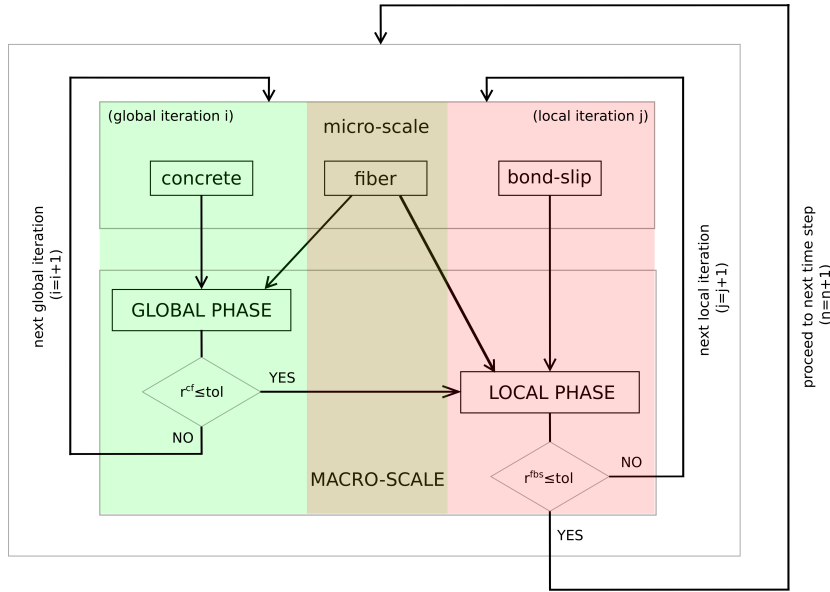 (global iteration i)
micro-scale
(local iteration j)
concrete
fiber
bond-slip
next global iteration
(i=i+1)
GLOBAL PHASE
next local iteration
(j=j+1)
proceed to next time step
(n=n+1)
r^cf≤tol
YES
LOCAL PHASE
NO
MACRO-SCALE
r^fbs≤tol
NO
YES